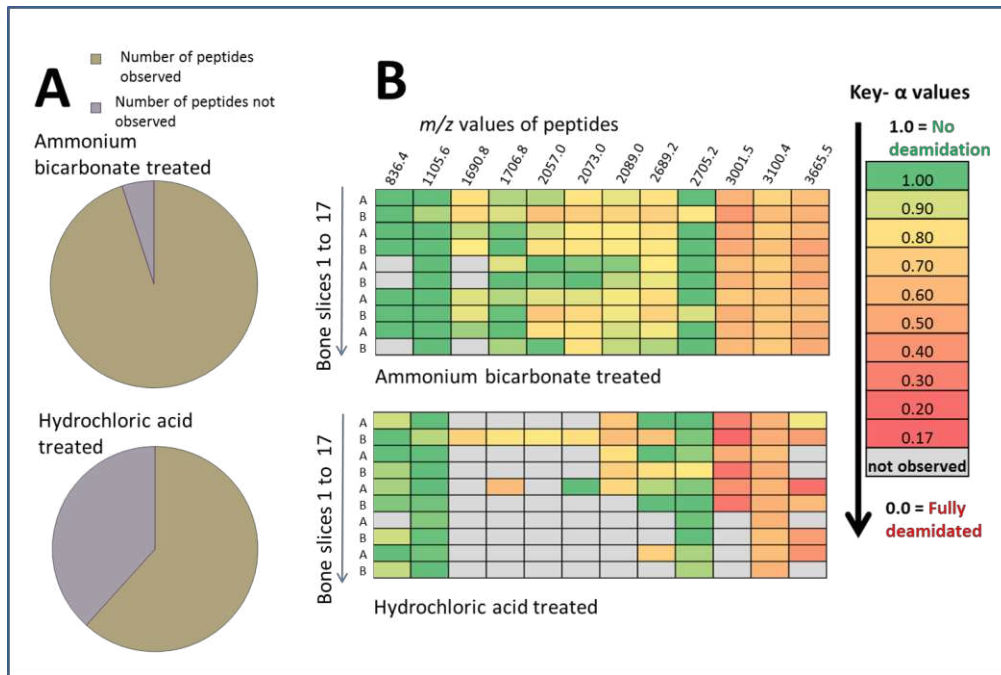 A
Number of peptides
observed
Number of peptides not
observed
Ammonium
bicarbonate treated
Hydrochloric acid
treated
B
m/z values of peptides
836.4 1105.6 1690.8 1706.8 2057.0 2073.0 2089.0 2689.2 2705.2 3001.5 3100.4 3665.5
Bone slices 1 to 17
A
B
A
B
A
B
A
B
A
B
Ammonium bicarbonate treated
Bone slices 1 to 17
A
B
A
B
A
B
A
B
A
B
Hydrochloric acid treated
Key- α values
1.0 = No
deamidation
1.00
0.90
0.80
0.70
0.60
0.50
0.40
0.30
0.20
0.17
not observed
0.0 = Fully
deamidated